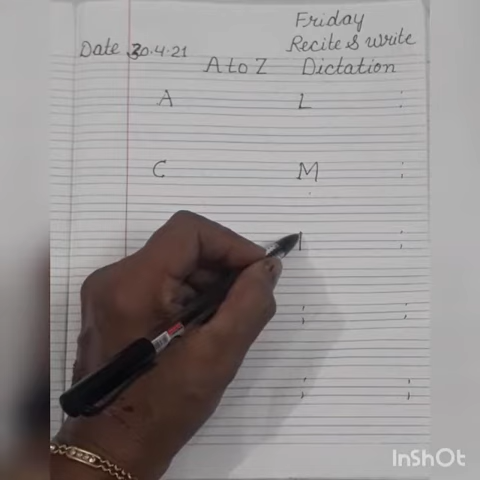 Friday
Date 30.4.21 Recite & write
A to Z Dictation
A L
C M
InShOt